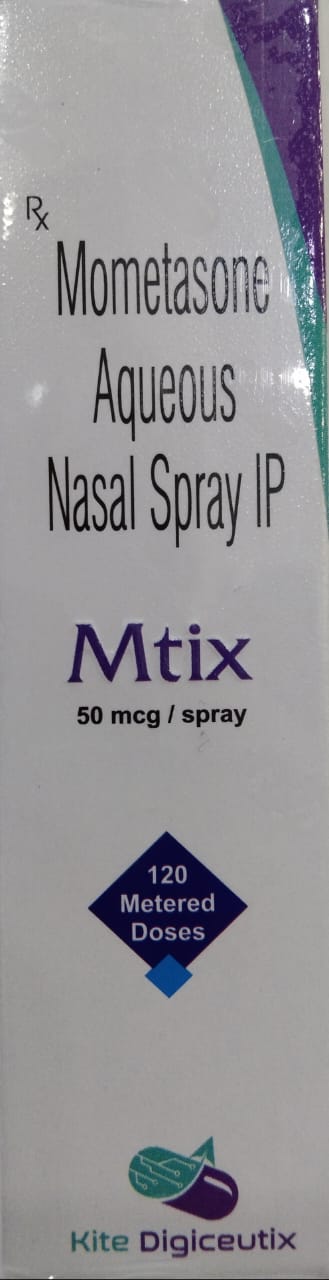 Rx
Mometasone
Aqueous
Nasal Spray IP
Mtix
50 mcg / spray
120
Metered
Doses
Kite Digiceutix